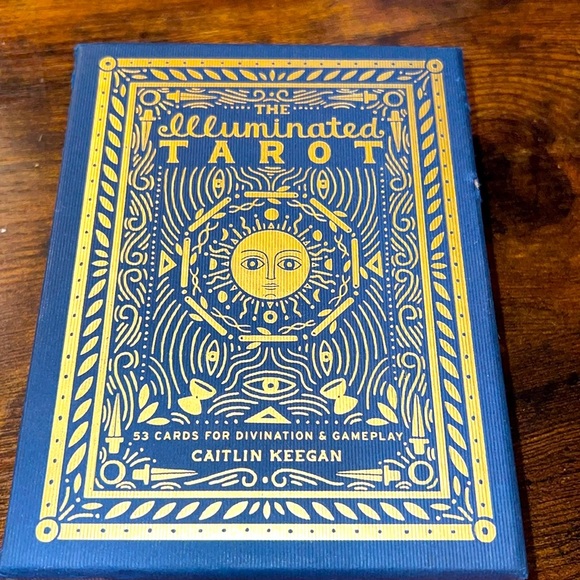 THE
Illuminated
TAROT
53 CARDS FOR DIVINATION & GAMEPLAY
CAITLIN KEEGAN